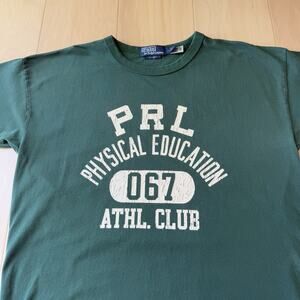 PRL
PHYSICAL EDUCATION
067
ATHL. CLUB